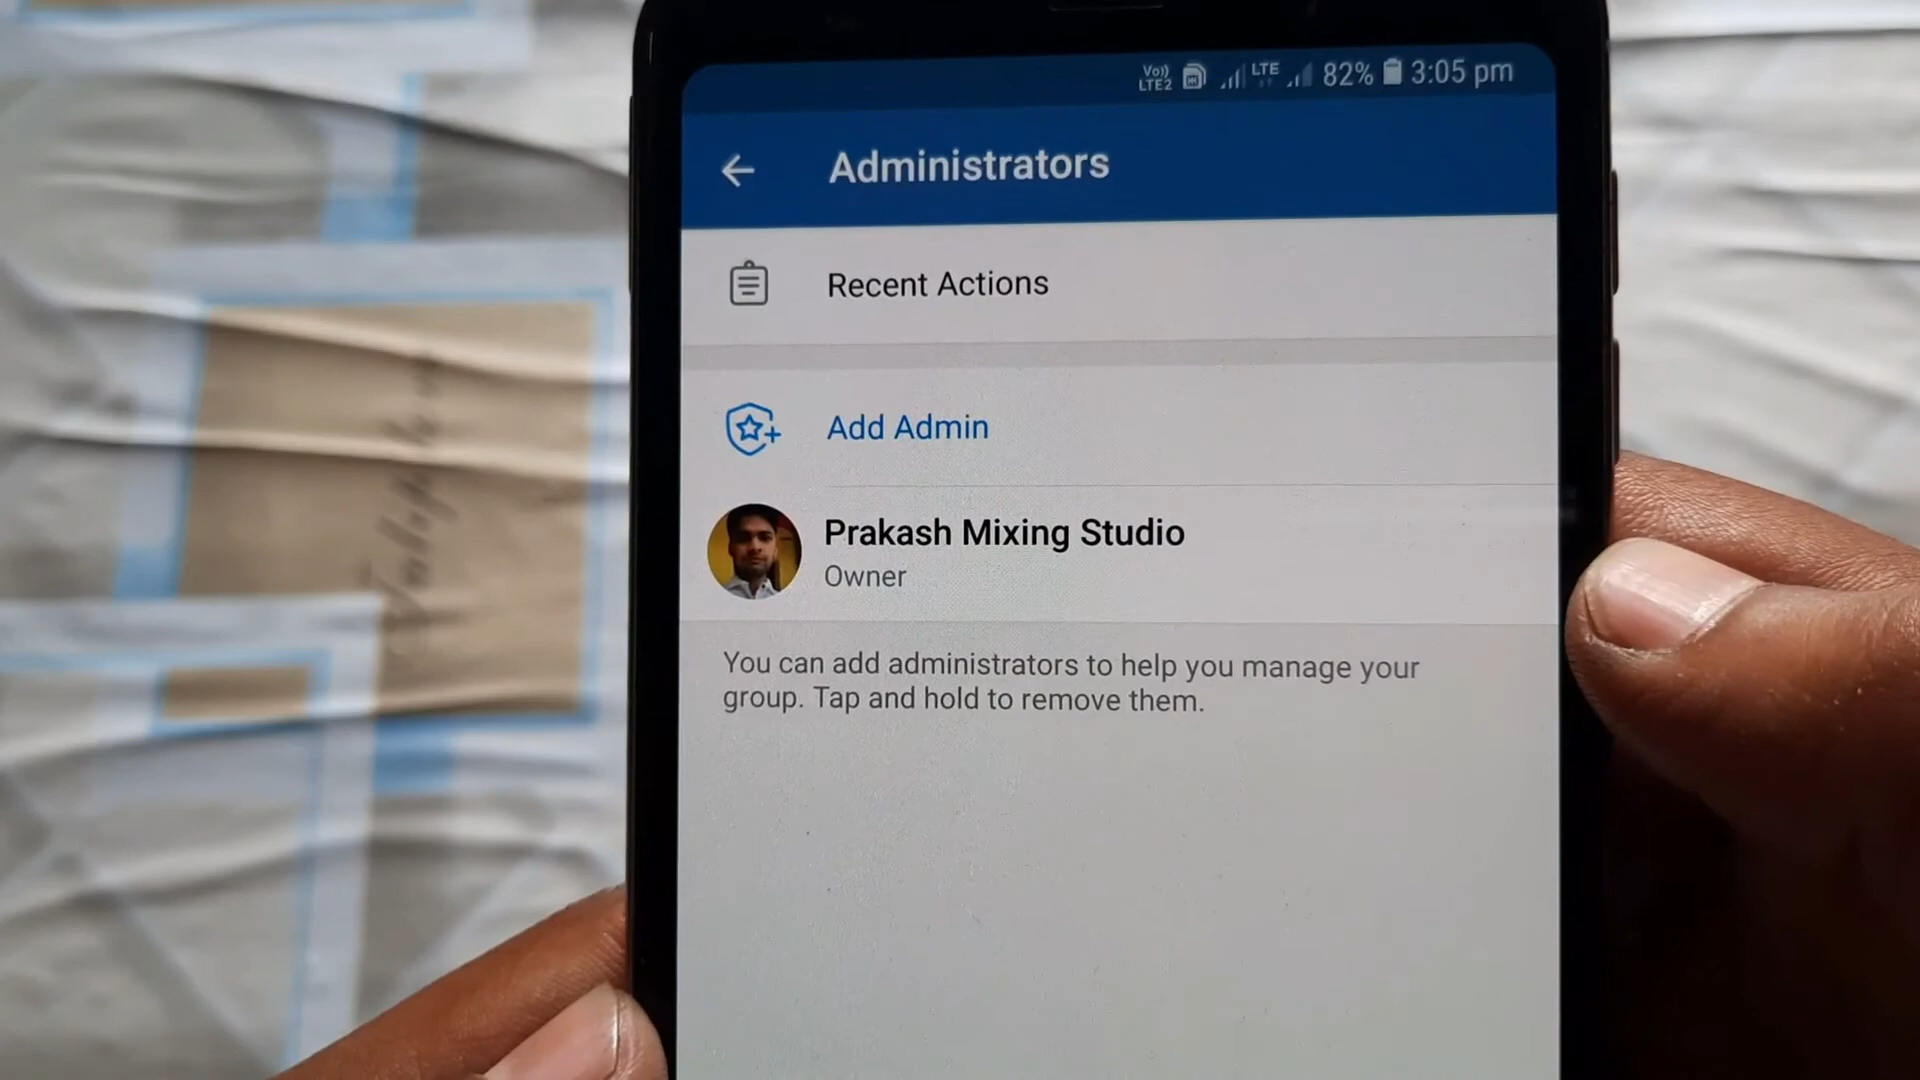 Vo)) LTE2 LTE 82% 3:05 pm
Administrators
Recent Actions
Add Admin
Prakash Mixing Studio
Owner
You can add administrators to help you manage your
group. Tap and hold to remove them.